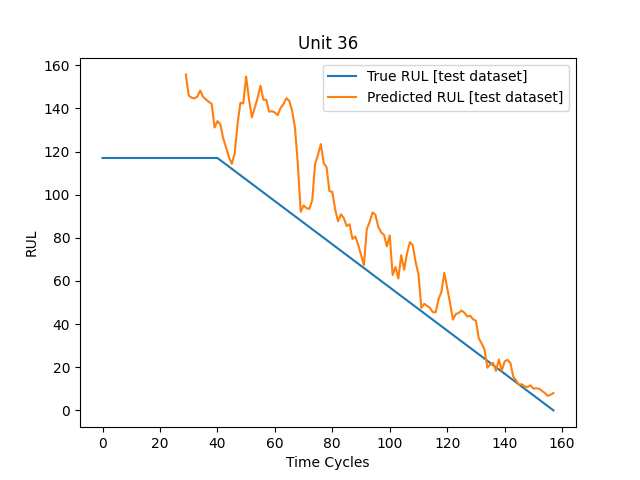 Unit 36
True RUL [test dataset]
Predicted RUL [test dataset]
RUL
160
140
120
100
80
60
40
20
0
0 20 40 60 80 100 120 140 160
Time Cycles